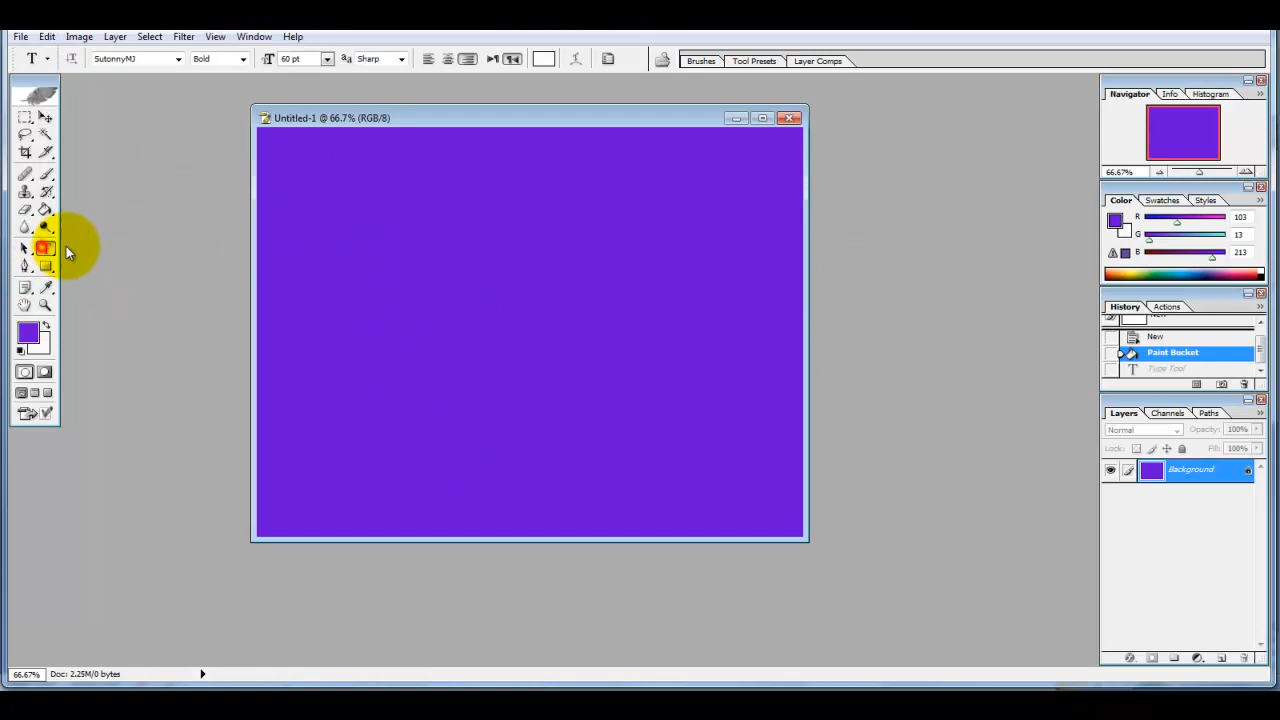 File Edit Image Layer Select Filter View Window Help
T SutonnyMJ Bold 60 pt aa Sharp Brushes Tool Presets Layer Comps
Untitled-1 @ 66.7% (RGB/8)
Navigator Info Histogram
66.67%
Color Swatches Styles
R 103
G 13
B 213
History Actions
New
New
Paint Bucket
Type Tool
Layers Channels Paths
Normal Opacity: 100%
Lock: Fill: 100%
Background
66.67% Doc: 2.25M/0 bytes